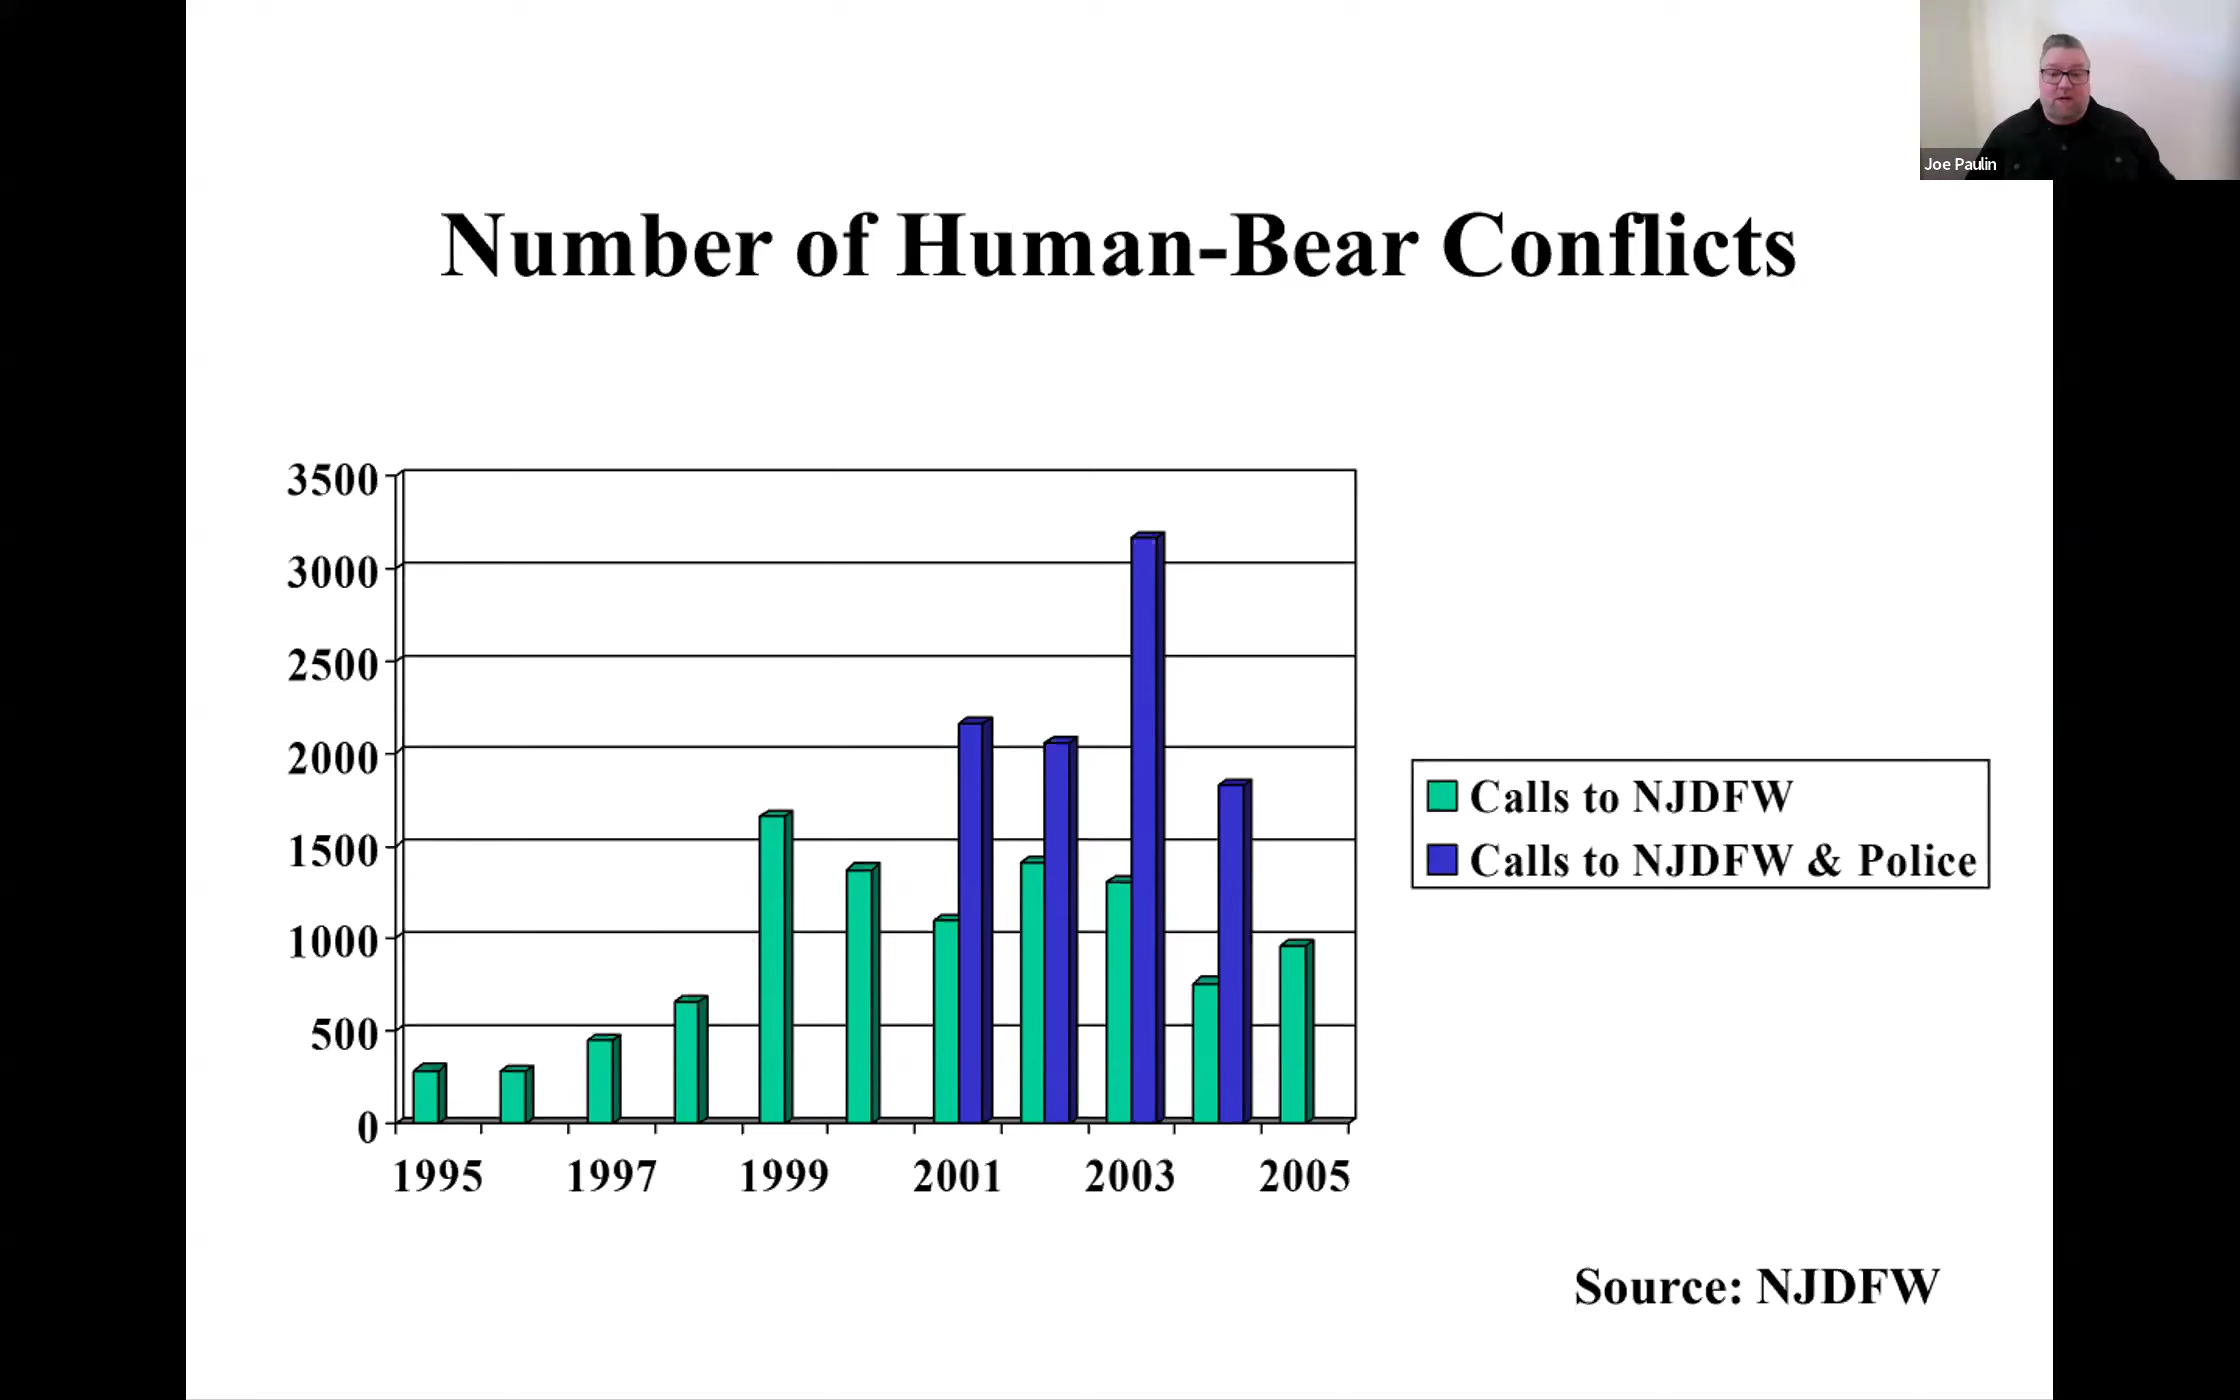 Joe Paulin
Number of Human-Bear Conflicts
3500
3000
2500
2000
1500
1000
500
0
1995 1997 1999 2001 2003 2005
Calls to NJDFW
Calls to NJDFW & Police
Source: NJDFW